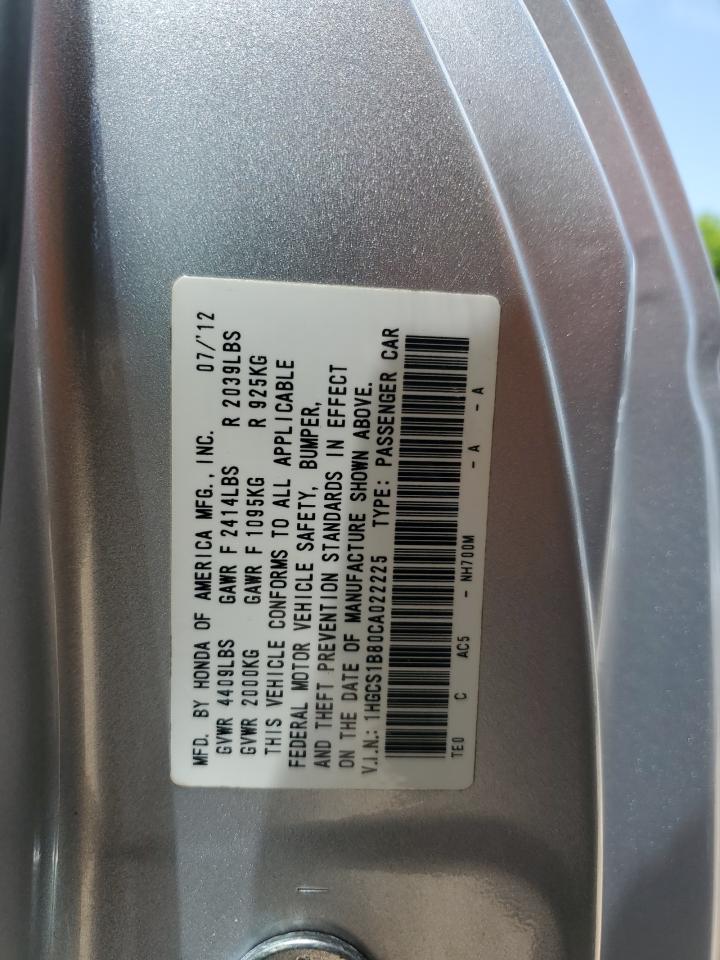 MFD. BY HONDA OF AMERICA MFG., INC. 07/'12
GVWR 4409LBS GAWR F 2414LBS R 2039LBS
GVWR 2000KG GAWR F 1095KG R 925KG
THIS VEHICLE CONFORMS TO ALL APPLICABLE
FEDERAL MOTOR VEHICLE SAFETY, BUMPER,
AND THEFT PREVENTION STANDARDS IN EFFECT
ON THE DATE OF MANUFACTURE SHOWN ABOVE.
V.I.N.: 1HGCS1B80CA022225 TYPE: PASSENGER CAR
TE0 C AC5 - NH700M - A - A